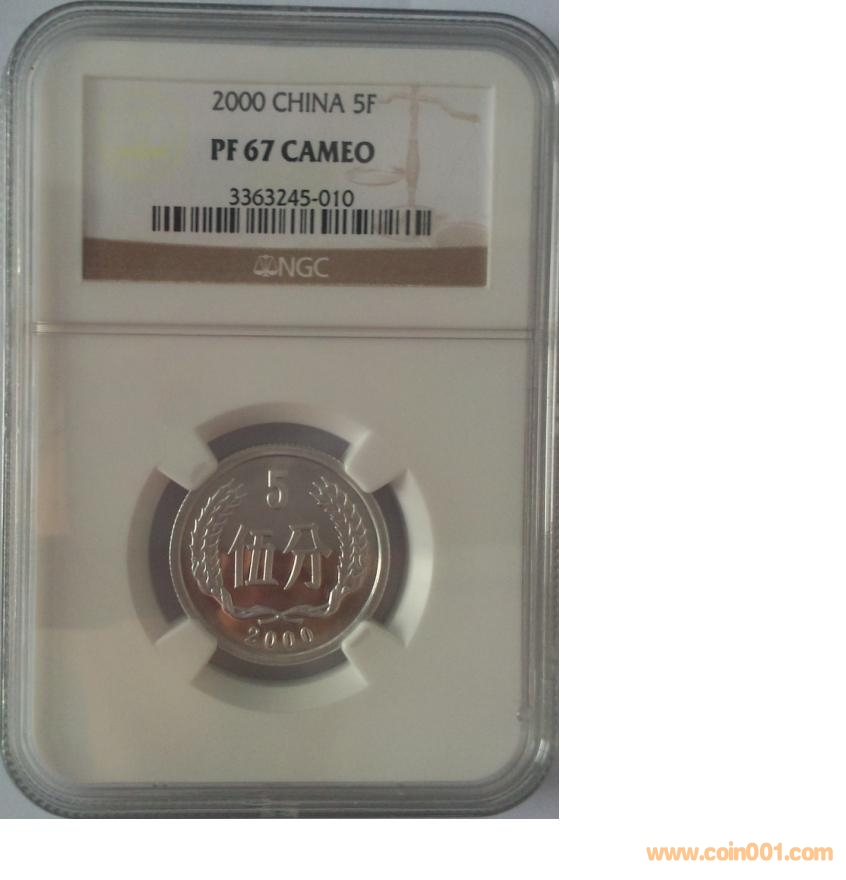 2000 CHINA 5F
PF 67 CAMEO
3363245-010
NGC
5
伍分
2000
www.coin001.com